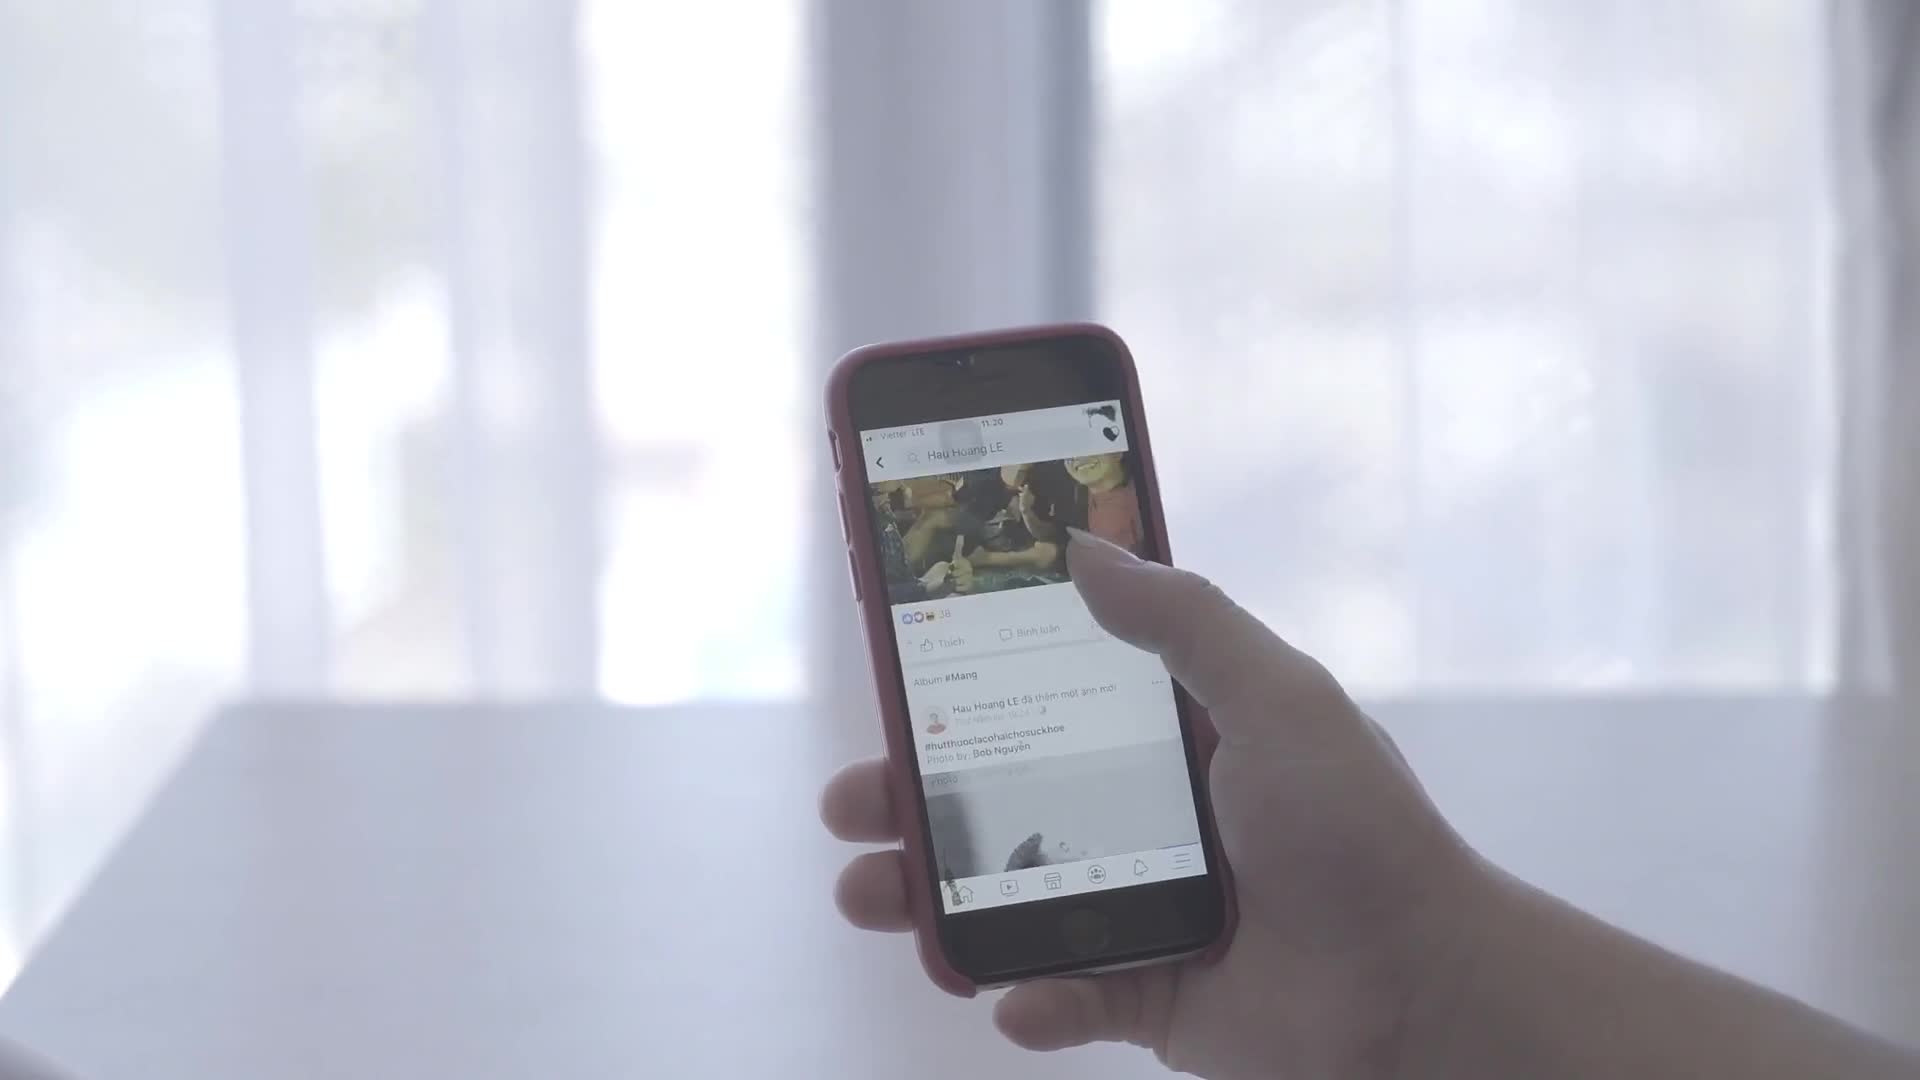 Viettel LTE 11:20
Hau Hoang LE
38
Thích Bình luận
Album #Mang
Hau Hoang LE đã thêm một ảnh mới
#hutthuoclacohaichosuckhoe
Photo by: Bob Nguyễn
Photo